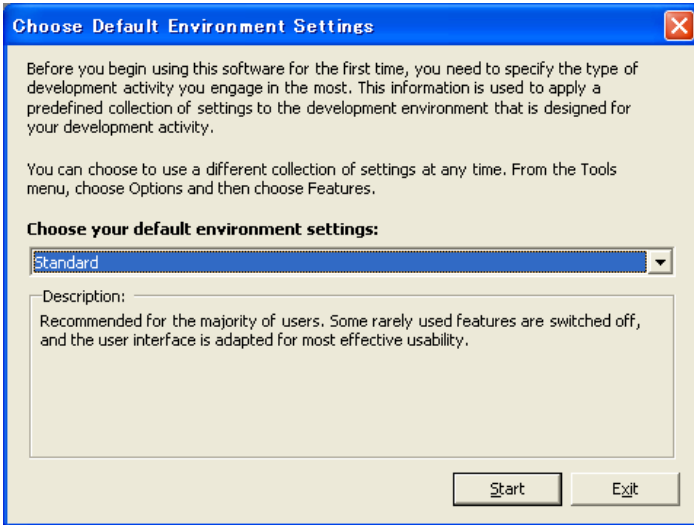 Choose Default Environment Settings
Before you begin using this software for the first time, you need to specify the type of
development activity you engage in the most. This information is used to apply a
predefined collection of settings to the development environment that is designed for
your development activity.
You can choose to use a different collection of settings at any time. From the Tools
menu, choose Options and then choose Features.
Choose your default environment settings:
Standard
Description:
Recommended for the majority of users. Some rarely used features are switched off,
and the user interface is adapted for most effective usability.
Start
Exit